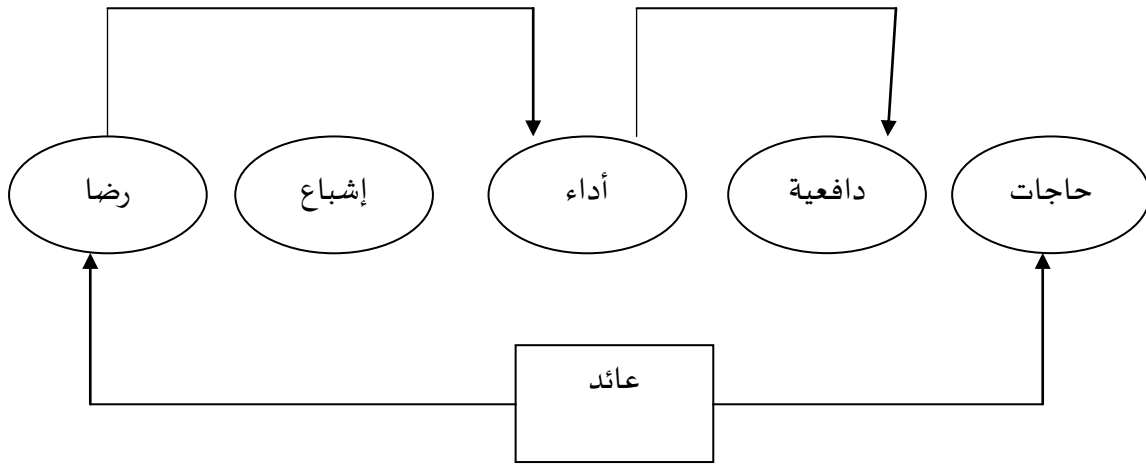 حاجات
دافعية
أداء
إشباع
رضا
عائد